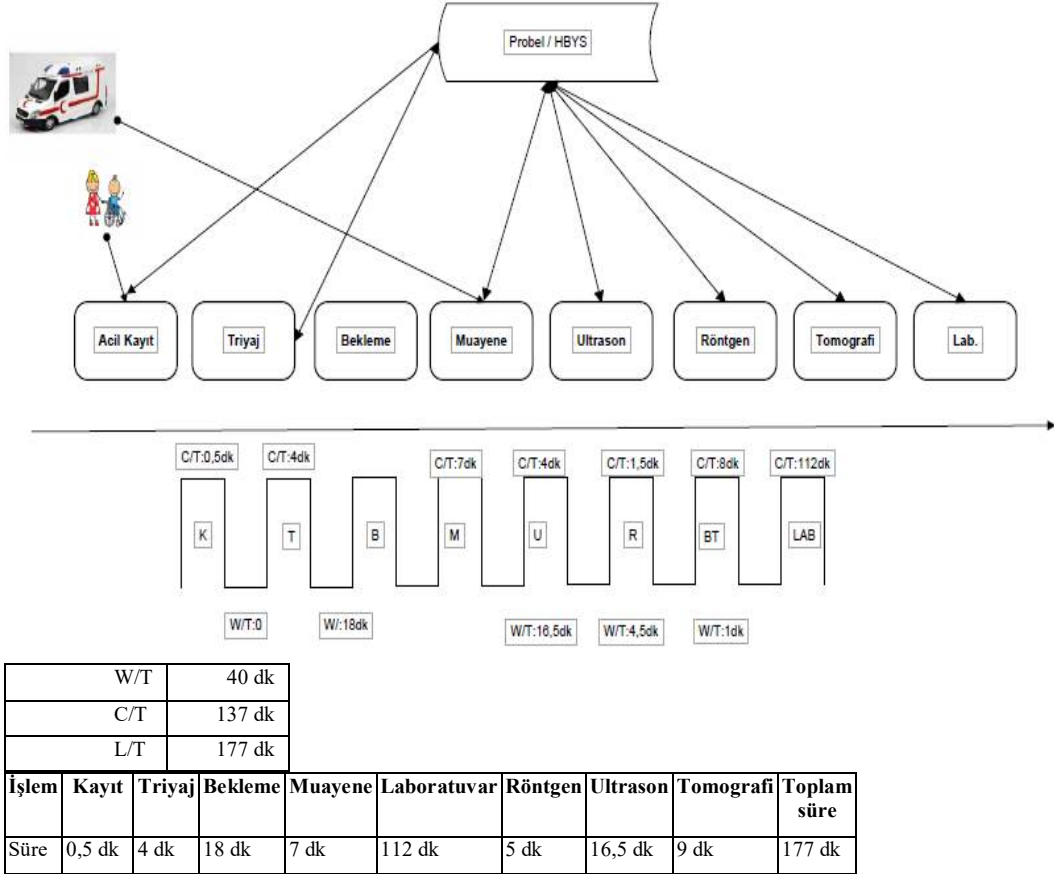 Probel / HBYS
Acil Kayıt
Triyaj
Bekleme
Muayene
Ultrason
Röntgen
Tomografi
Lab.
C/T:0,5dk
C/T:4dk
C/T:7dk
C/T:4dk
C/T:1,5dk
C/T:8dk
C/T:112dk
K
T
B
M
U
R
BT
LAB
W/T:0
W/:18dk
W/T:16,5dk
W/T:4,5dk
W/T:1dk
W/T 40 dk
C/T 137 dk
L/T 177 dk
İşlem Kayıt Triyaj Bekleme Muayene Laboratuvar Röntgen Ultrason Tomografi Toplam
süre
Süre 0,5 dk 4 dk 18 dk 7 dk 112 dk 5 dk 16,5 dk 9 dk 177 dk